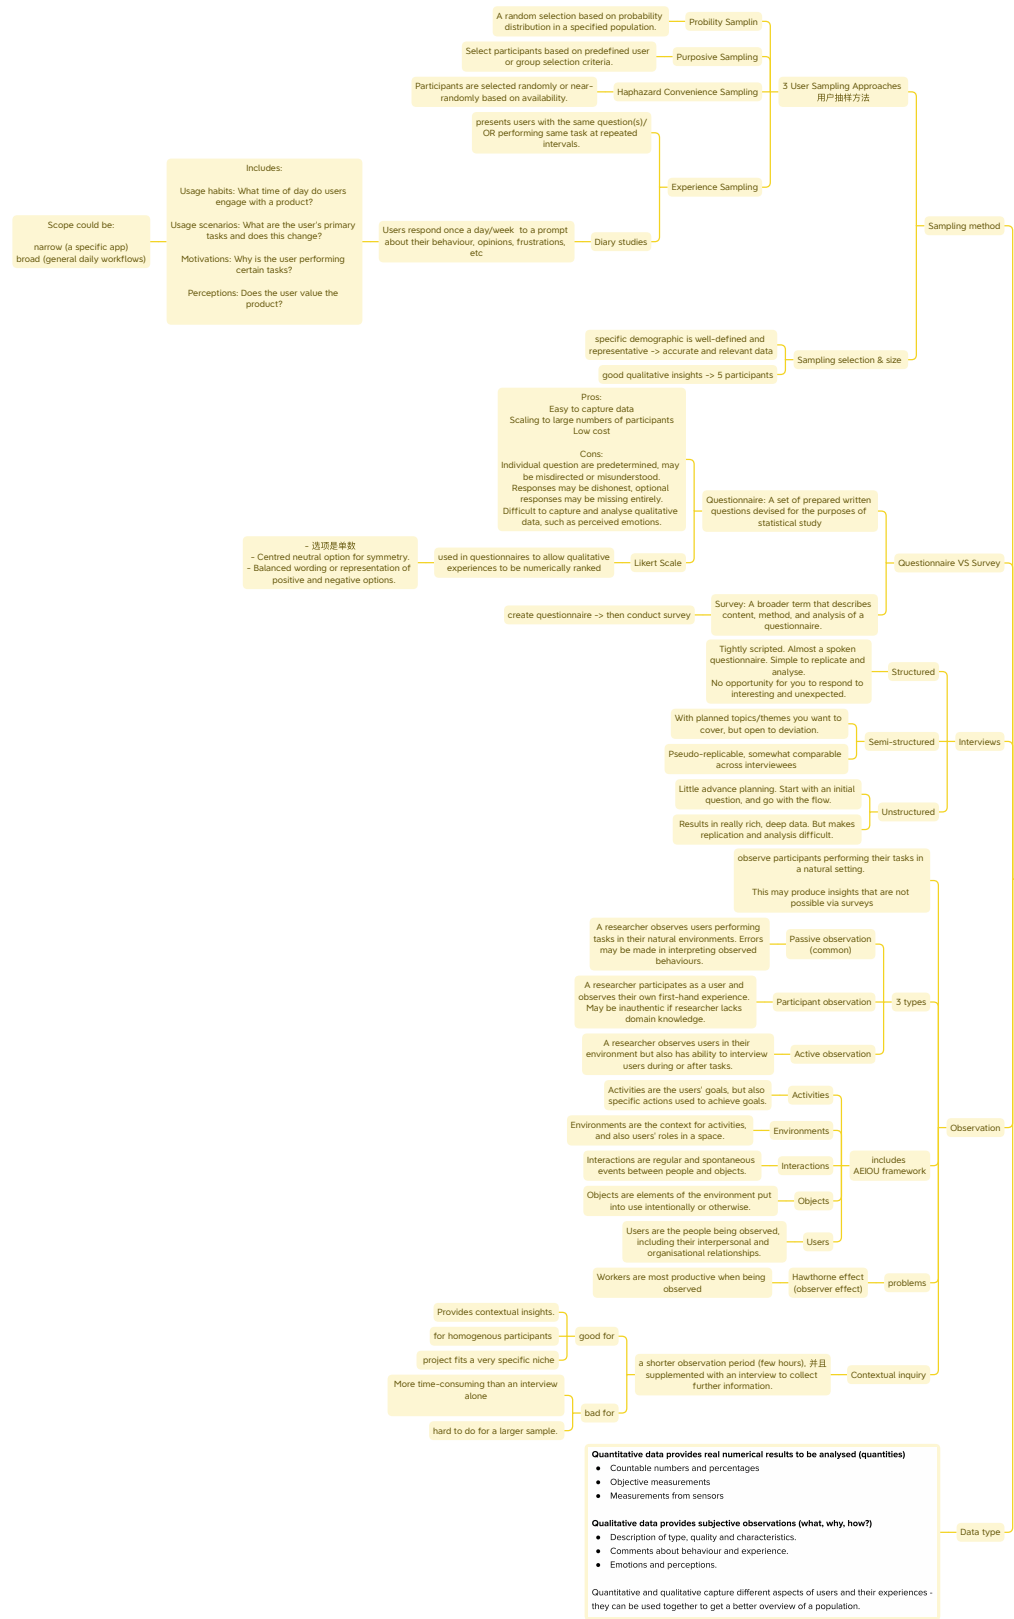 A random selection based on probability
distribution in a specified population.
Probility Samplin
Select participants based on predefined user
or group selection criteria.
Purposive Sampling
Participants are selected randomly or near-
randomly based on availability.
Haphazard Convenience Sampling
3 User Sampling Approaches
用户抽样方法
presents users with the same question(s)/
OR performing same task at repeated
intervals.
Experience Sampling
Scope could be:
narrow (a specific app)
broad (general daily workflows)
Includes:
Usage habits: What time of day do users
engage with a product?
Usage scenarios: What are the user's primary
tasks and does this change?
Motivations: Why is the user performing
certain tasks?
Perceptions: Does the user value the
product?
Users respond once a day/week to a prompt
about their behaviour, opinions, frustrations,
etc
Diary studies
Sampling method
specific demographic is well-defined and
representative -> accurate and relevant data
good qualitative insights -> 5 participants
Sampling selection & size
Pros:
Easy to capture data
Scaling to large numbers of participants
Low cost
Cons:
Individual question are predetermined, may
be misdirected or misunderstood.
Responses may be dishonest, optional
responses may be missing entirely.
Difficult to capture and analyse qualitative
data, such as perceived emotions.
Questionnaire: A set of prepared written
questions devised for the purposes of
statistical study
- 选项是单数
- Centred neutral option for symmetry.
- Balanced wording or representation of
positive and negative options.
used in questionnaires to allow qualitative
experiences to be numerically ranked
Likert Scale
Questionnaire VS Survey
create questionnaire -> then conduct survey
Survey: A broader term that describes
content, method, and analysis of a
questionnaire.
Tightly scripted. Almost a spoken
questionnaire. Simple to replicate and
analyse.
No opportunity for you to respond to
interesting and unexpected.
Structured
With planned topics/themes you want to
cover, but open to deviation.
Pseudo-replicable, somewhat comparable
across interviewees
Semi-structured
Interviews
Little advance planning. Start with an initial
question, and go with the flow.
Results in really rich, deep data. But makes
replication and analysis difficult.
Unstructured
observe participants performing their tasks in
a natural setting.
This may produce insights that are not
possible via surveys
A researcher observes users performing
tasks in their natural environments. Errors
may be made in interpreting observed
behaviours.
Passive observation
(common)
A researcher participates as a user and
observes their own first-hand experience.
May be inauthentic if researcher lacks
domain knowledge.
Participant observation
3 types
A researcher observes users in their
environment but also has ability to interview
users during or after tasks.
Active observation
Activities are the users' goals, but also
specific actions used to achieve goals.
Activities
Environments are the context for activities,
and also users' roles in a space.
Environments
Observation
Interactions are regular and spontaneous
events between people and objects.
Interactions
includes
AEIOU framework
Objects are elements of the environment put
into use intentionally or otherwise.
Objects
Users are the people being observed,
including their interpersonal and
organisational relationships.
Users
Workers are most productive when being
observed
Hawthorne effect
(observer effect)
problems
Provides contextual insights.
for homogenous participants
good for
project fits a very specific niche
a shorter observation period (few hours), 并且
supplemented with an interview to collect
further information.
Contextual inquiry
More time-consuming than an interview
alone
bad for
hard to do for a larger sample.
Quantitative data provides real numerical results to be analysed (quantities)
● Countable numbers and percentages
● Objective measurements
● Measurements from sensors
Qualitative data provides subjective observations (what, why, how?)
● Description of type, quality and characteristics.
● Comments about behaviour and experience.
● Emotions and perceptions.
Quantitative and qualitative capture different aspects of users and their experiences -
they can be used together to get a better overview of a population.
Data type